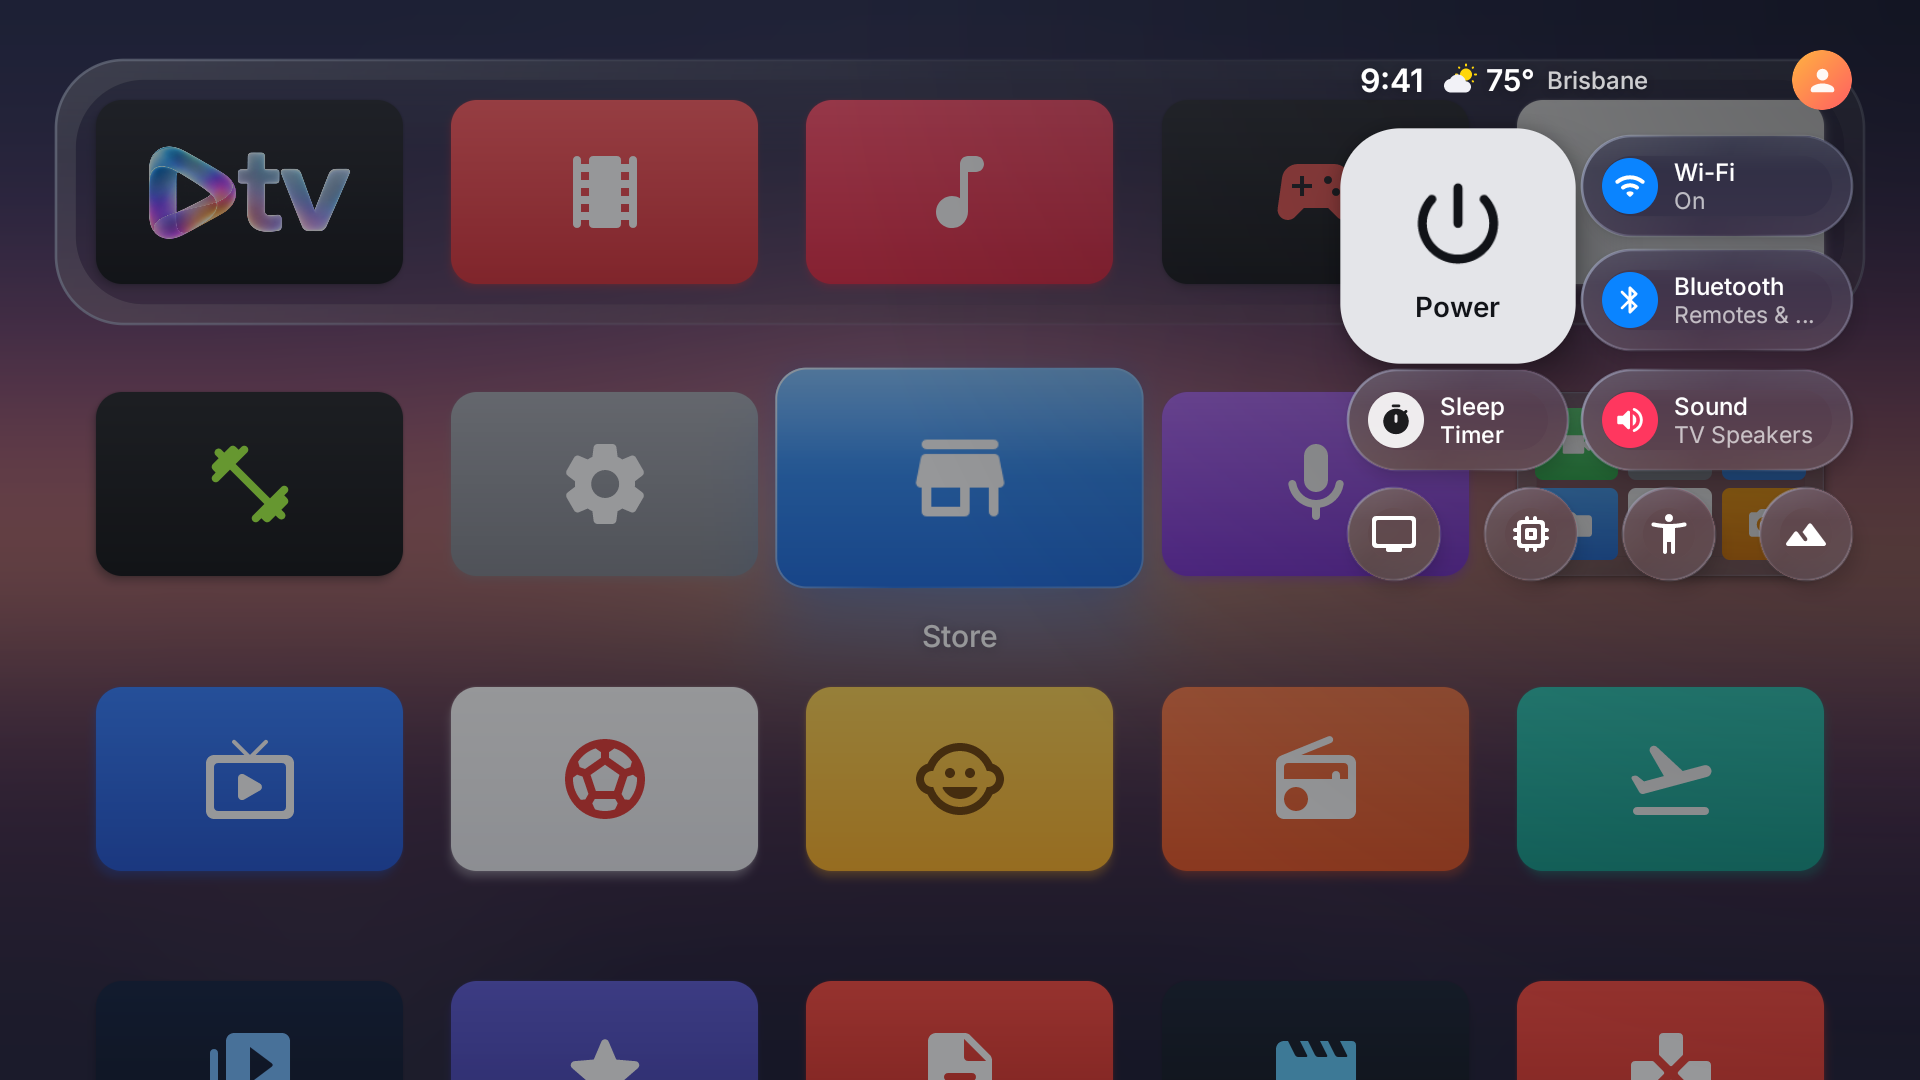 9:41 75° Brisbane
tv
Power
Wi-Fi
On
Bluetooth
Remotes & ...
Sleep
Timer
Sound
TV Speakers
Store